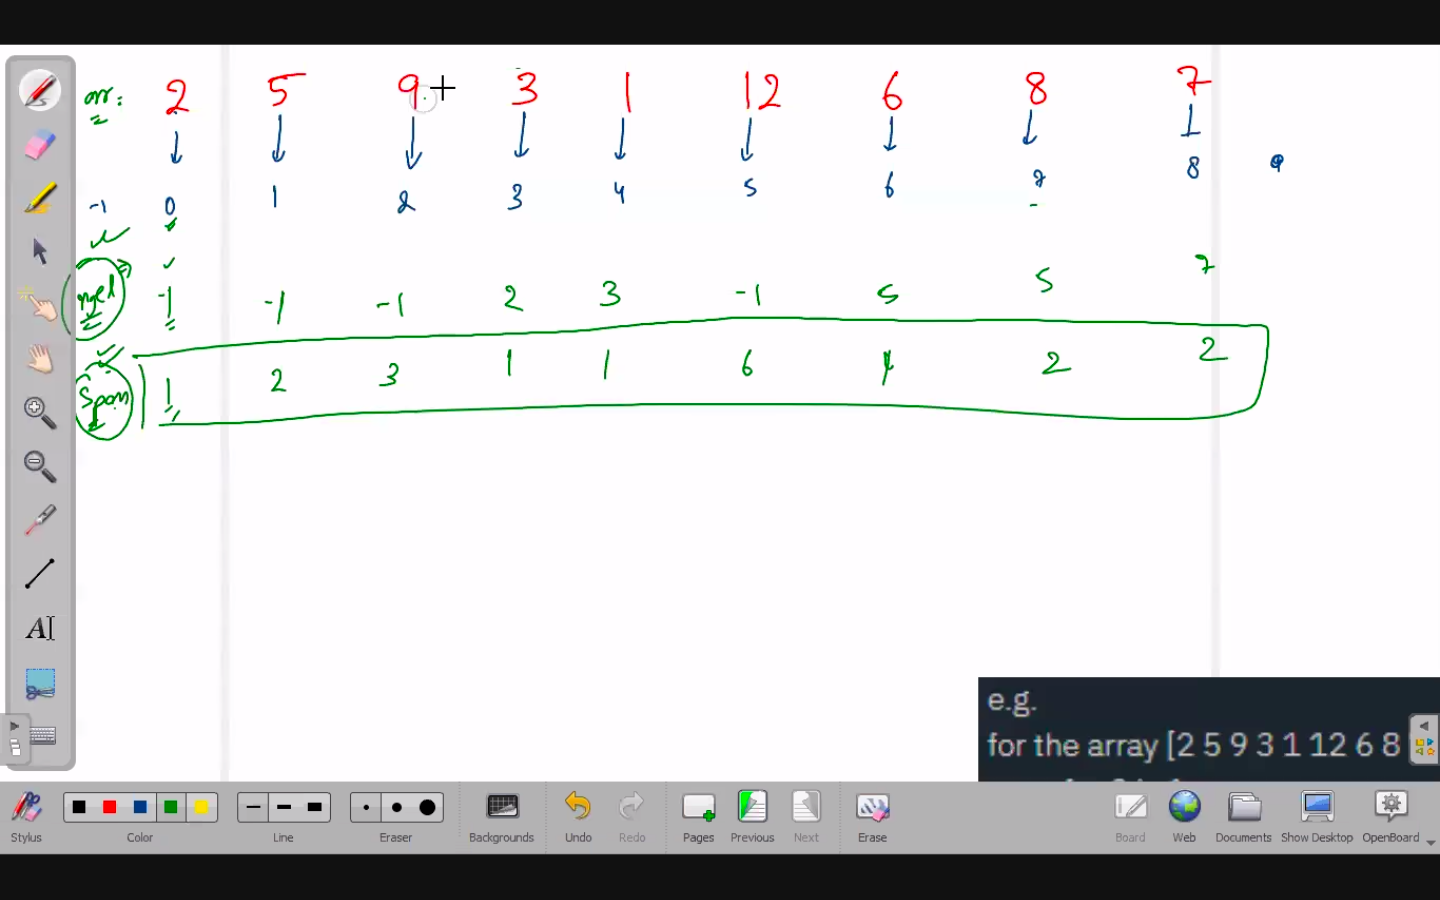 arr: 2 5 9 3 1 12 6 8 7
-1 0 1 2 3 4 5 6 7 8 9
ngel -1 -1 -1 2 3 -1 5 5 7
Span 1 2 3 1 1 6 1 2 2
e.g.
for the array [2 5 9 3 1 12 6 8
Stylus Color Line Eraser Backgrounds Undo Redo Pages Previous Next Erase Board Web Documents Show Desktop OpenBoard